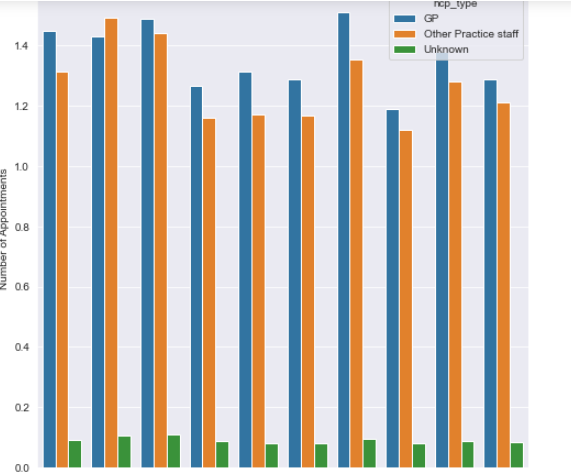 hcp_type
GP
Other Practice staff
Unknown
1.4
1.2
1.0
0.8
0.6
0.4
0.2
0.0
Number of Appointments